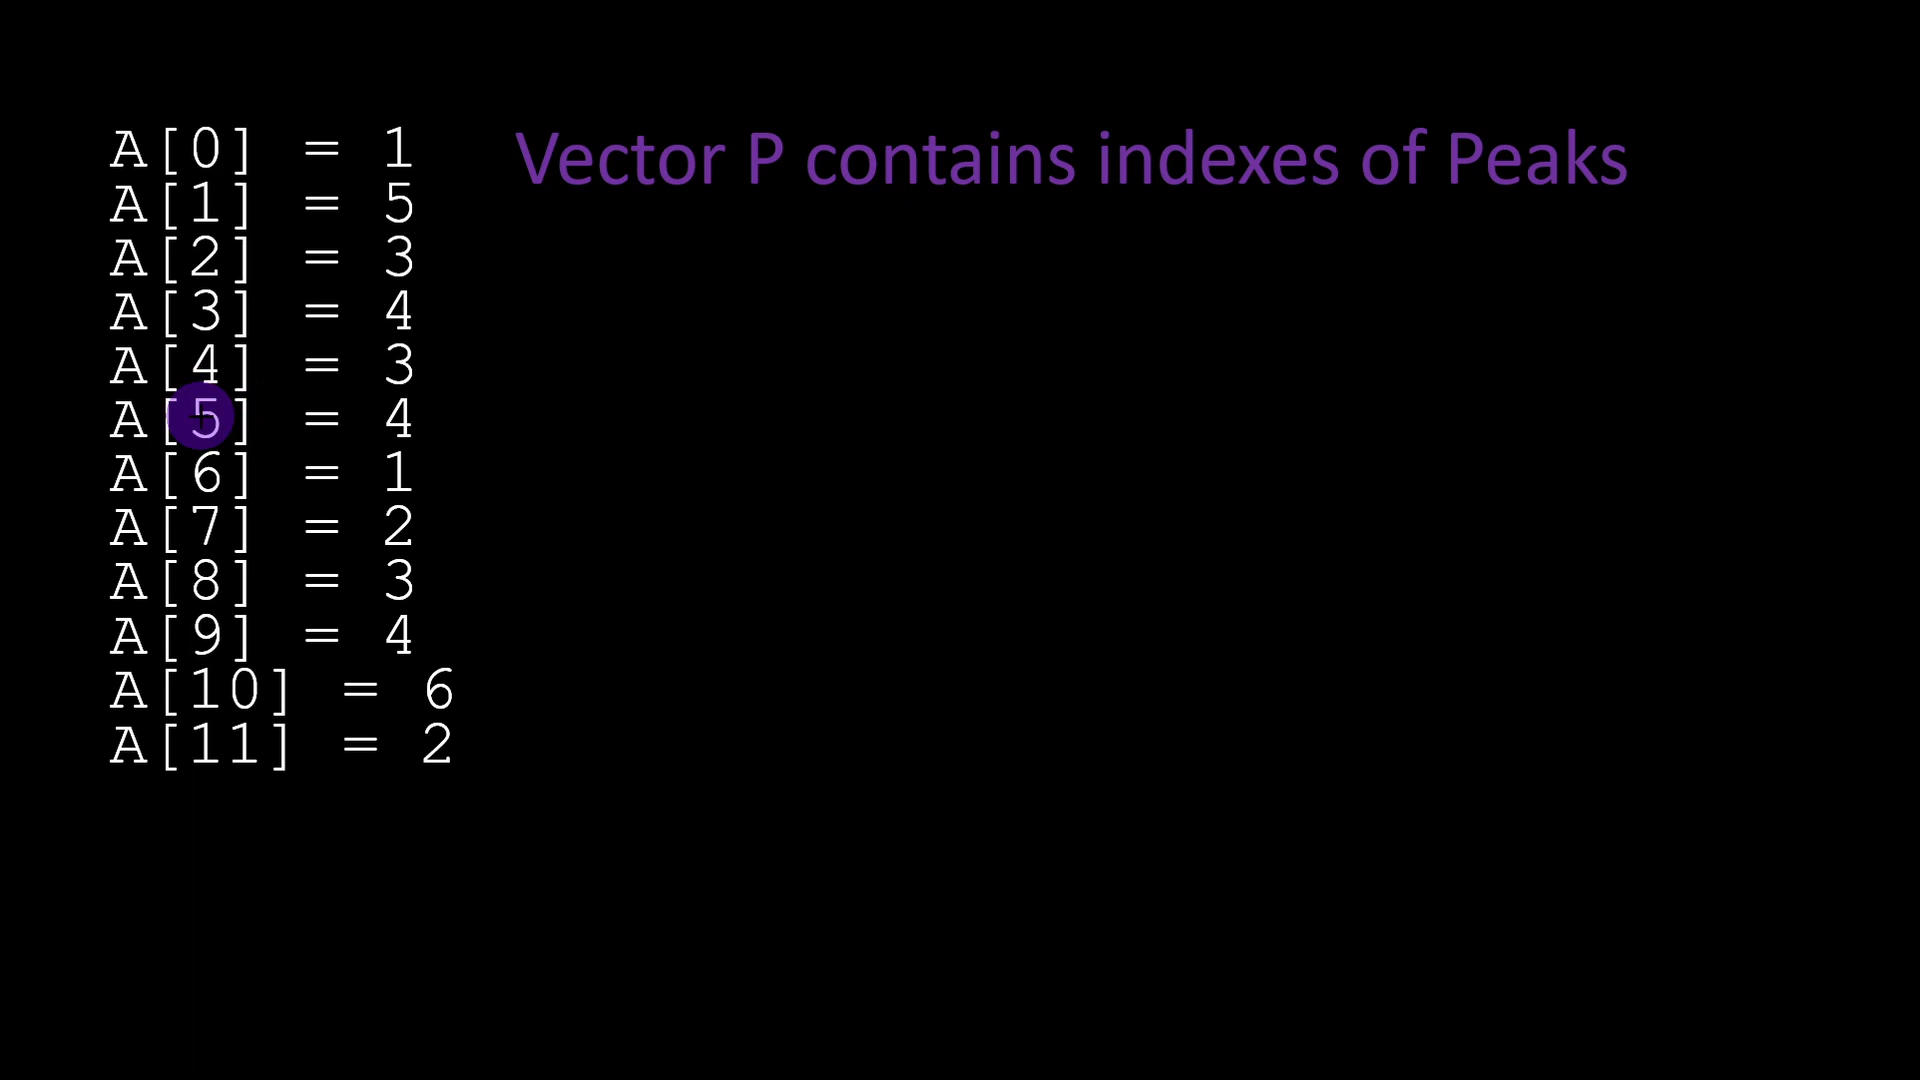 A[0] = 1
Vector P contains indexes of Peaks
A[1] = 5
A[2] = 3
A[3] = 4
A[4] = 3
A[5] = 4
A[6] = 1
A[7] = 2
A[8] = 3
A[9] = 4
A[10] = 6
A[11] = 2